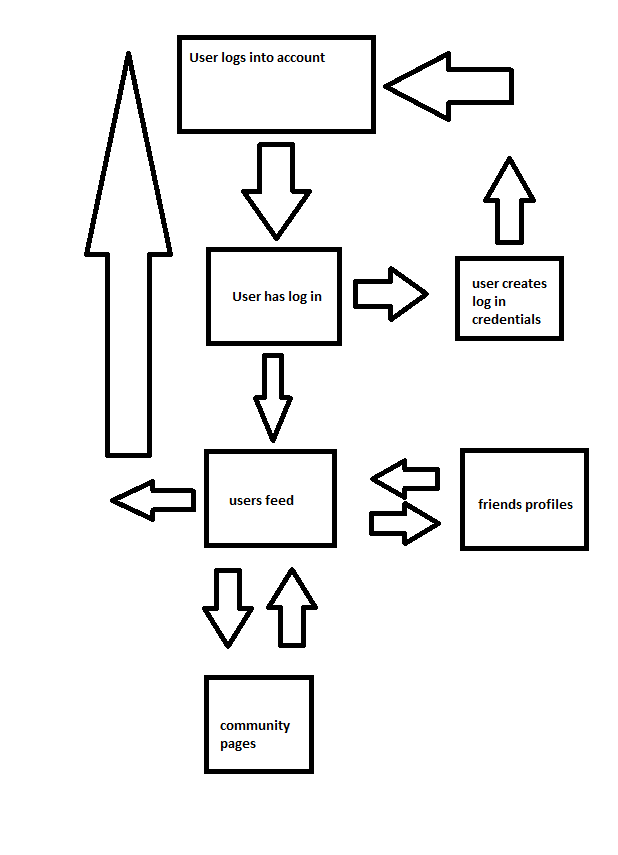 User logs into account
User has log in
user creates
log in
credentials
users feed
friends profiles
community
pages